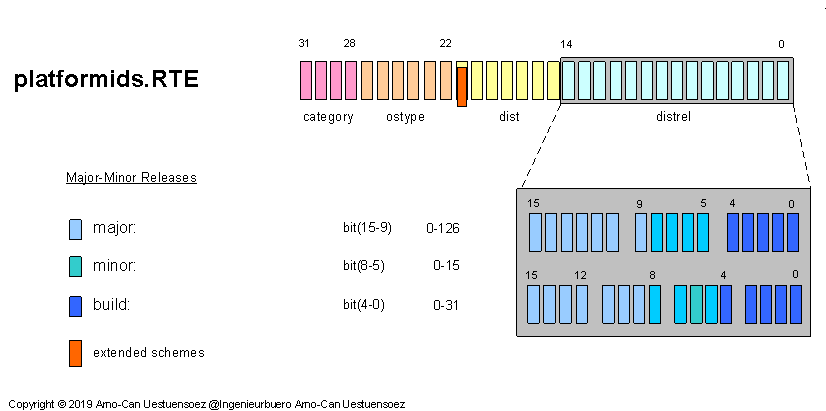 31 28 22 14 0
platformids.RTE
category ostype dist distrel
Major-Minor Releases
15 9 5 4 0
major: bit(15-9) 0-126
minor: bit(8-5) 0-15
15 12 8 4 0
build: bit(4-0) 0-31
extended schemes
Copyright © 2019 Arno-Can Uestuensoez @Ingenieurbuero Arno-Can Uestuensoez